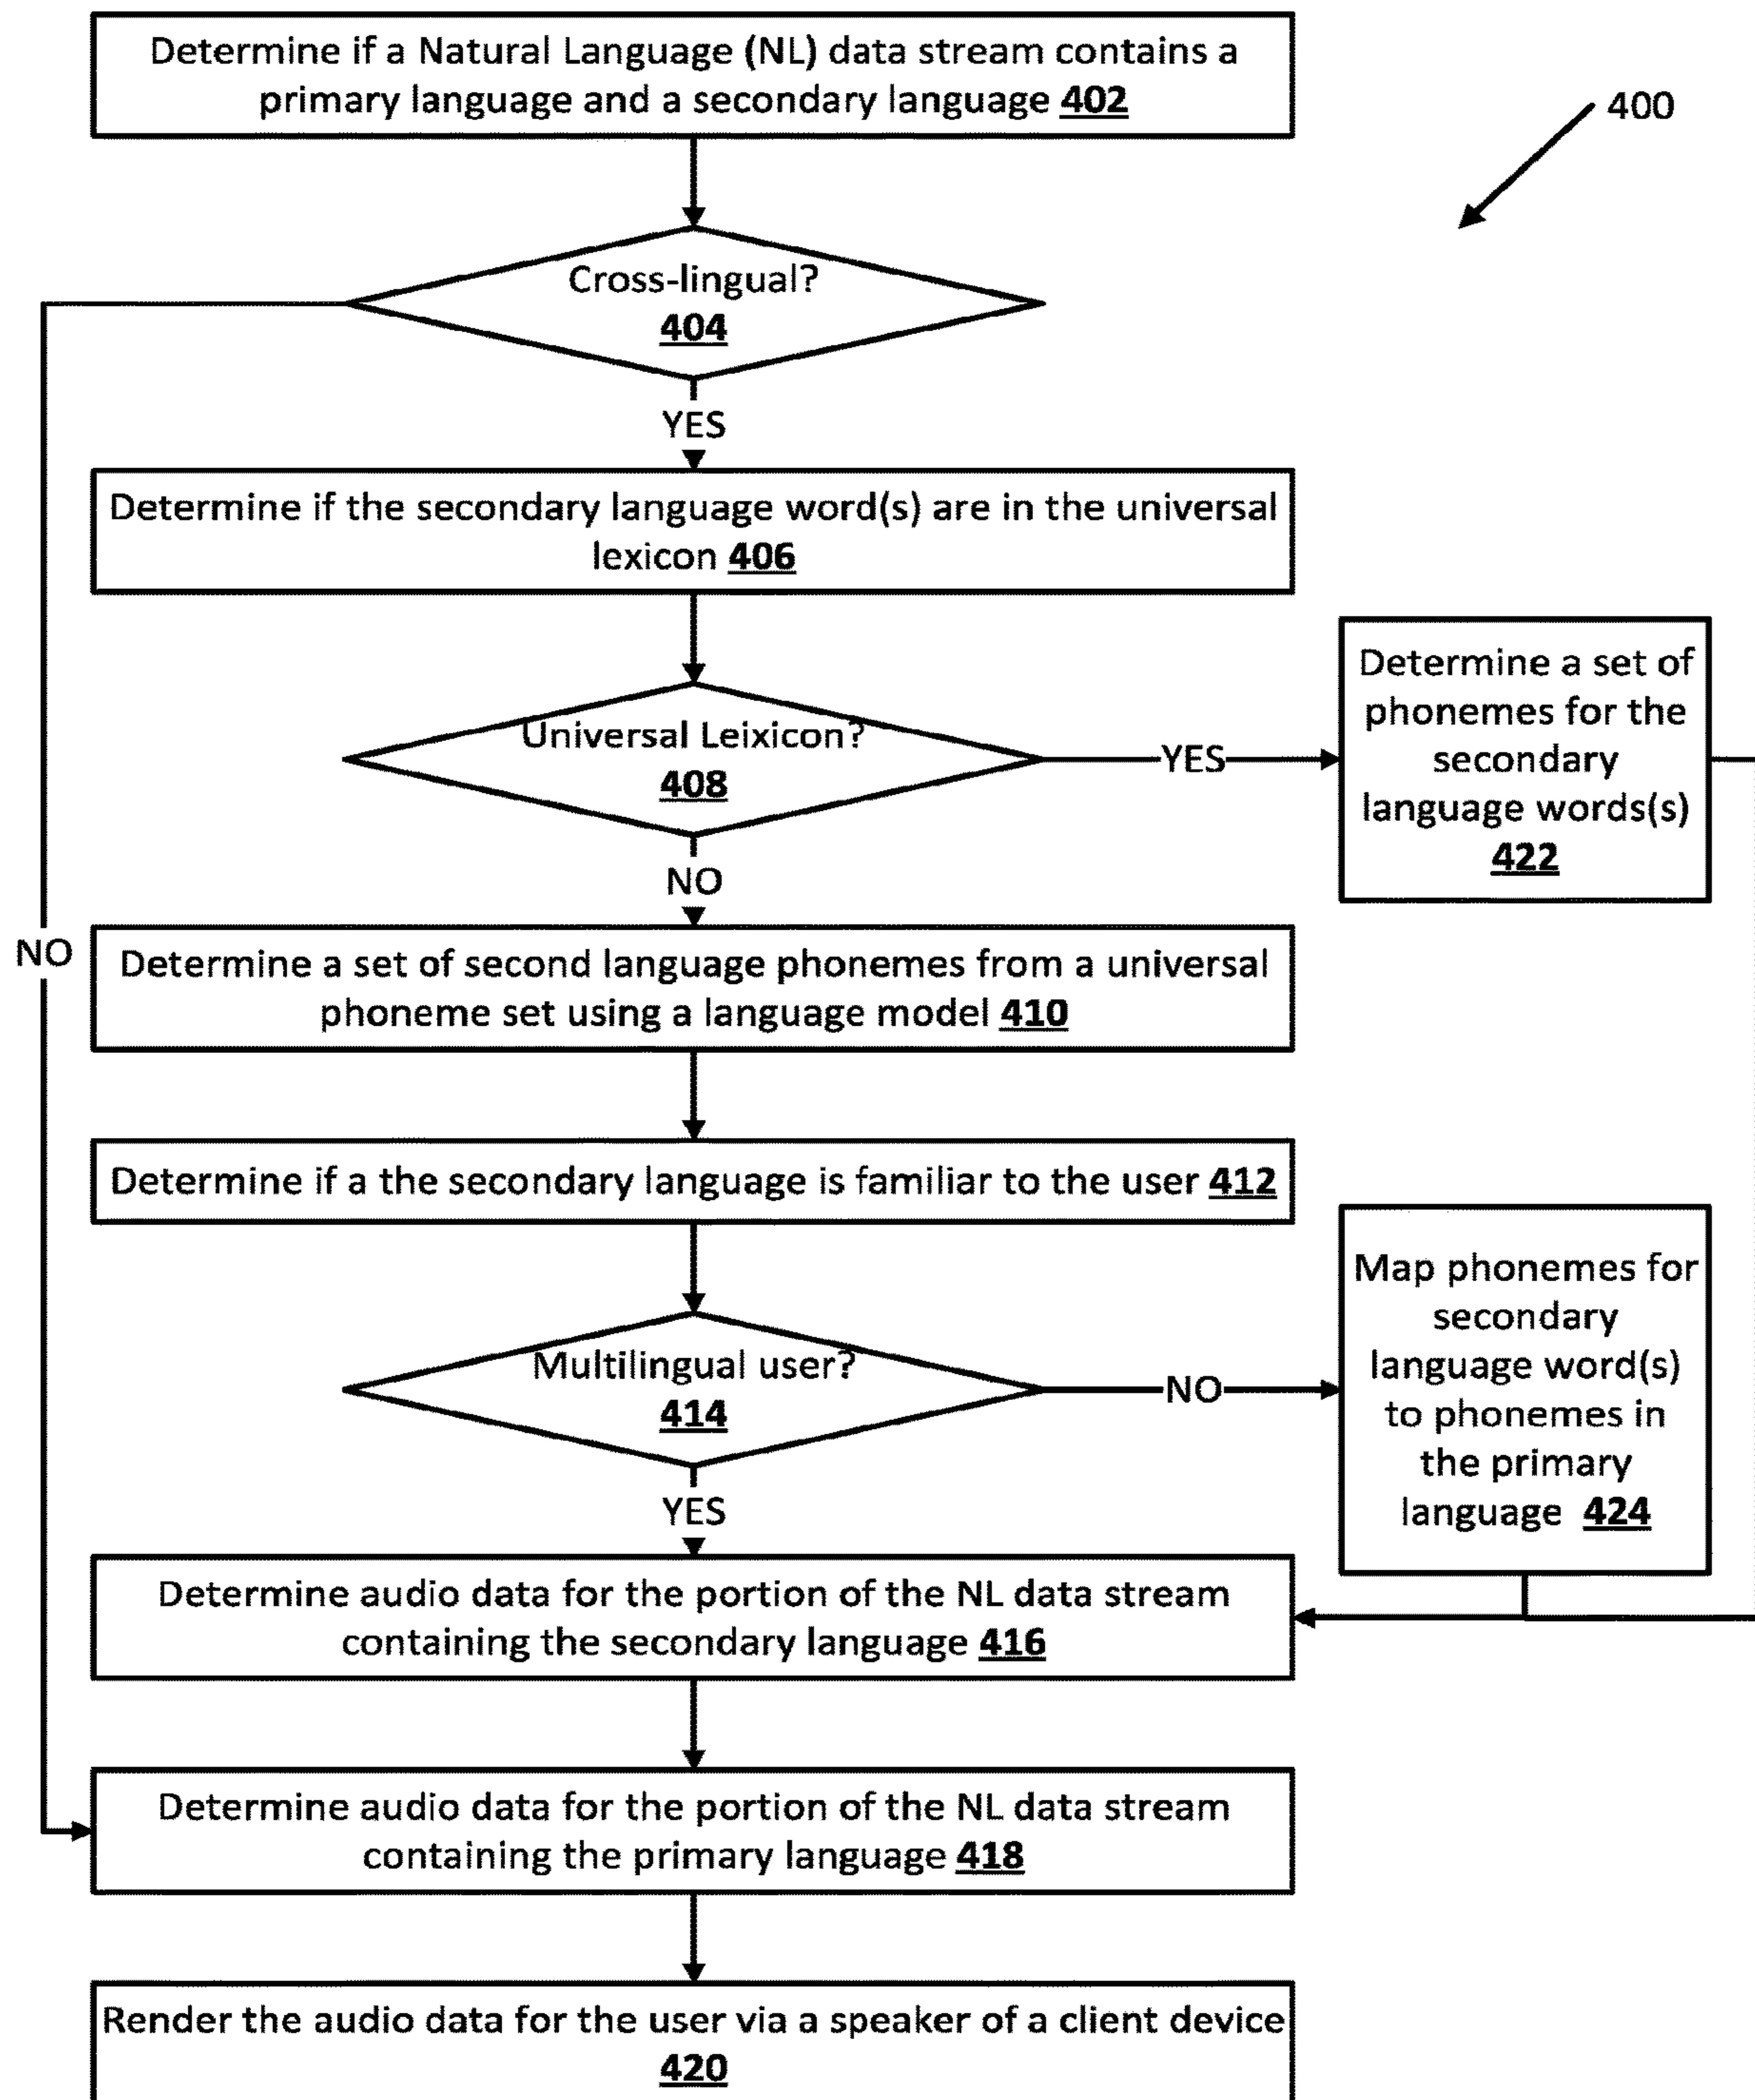 Determine if a Natural Language (NL) data stream contains a
primary language and a secondary language 402
400
Cross-lingual?
404
YES
Determine if the secondary language word(s) are in the universal
lexicon 406
Universal Leixicon?
408
YES
Determine a set of
phonemes for the
secondary
language words(s)
422
NO
NO
Determine a set of second language phonemes from a universal
phoneme set using a language model 410
Determine if a the secondary language is familiar to the user 412
Multilingual user?
414
NO
Map phonemes for
secondary
language word(s)
to phonemes in
the primary
language 424
YES
Determine audio data for the portion of the NL data stream
containing the secondary language 416
Determine audio data for the portion of the NL data stream
containing the primary language 418
Render the audio data for the user via a speaker of a client device
420